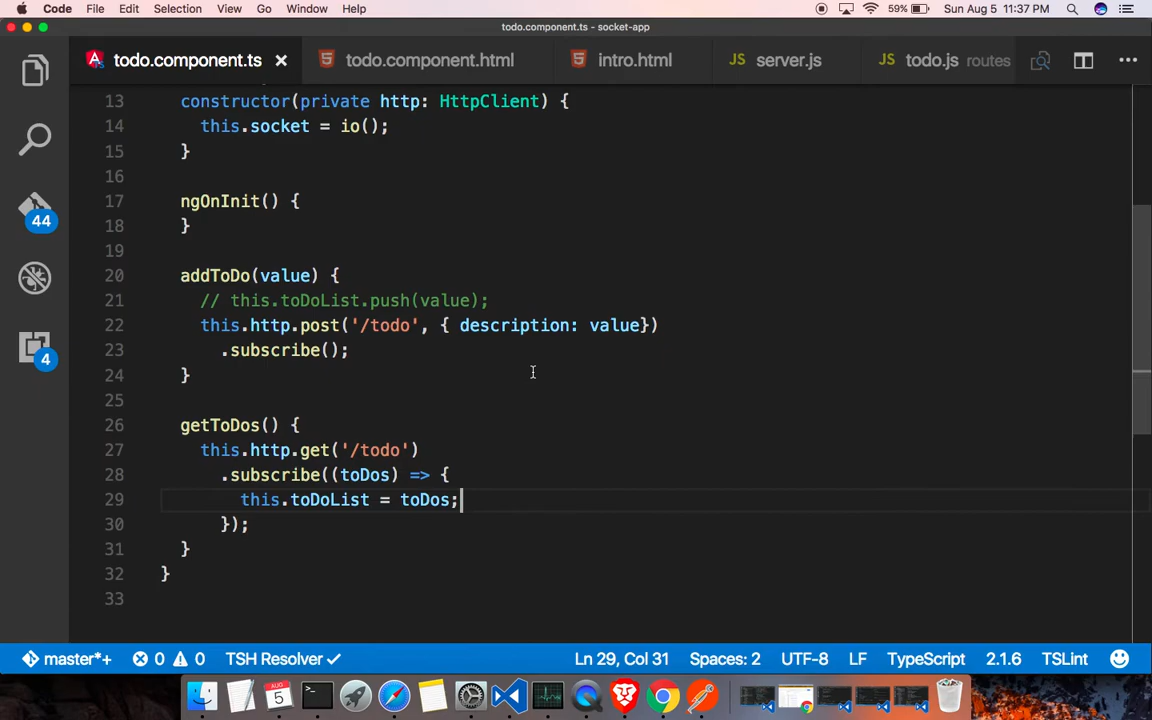 Code File Edit Selection View Go Window Help 59% Sun Aug 5 11:37 PM
todo.component.ts - socket-app
todo.component.ts todo.component.html intro.html JS server.js JS todo.js routes
13 constructor(private http: HttpClient) {
14 this.socket = io();
15 }
16
17 ngOnInit() {
18 }
19
20 addToDo(value) {
21 // this.toDoList.push(value);
22 this.http.post('/todo', { description: value})
23 .subscribe();
24 }
25
26 getToDos() {
27 this.http.get('/todo')
28 .subscribe((toDos) => {
29 this.toDoList = toDos;
30 });
31 }
32 }
33
44
4
master*+ 0 0 TSH Resolver Ln 29, Col 31 Spaces: 2 UTF-8 LF TypeScript 2.1.6 TSLint
AUG
5